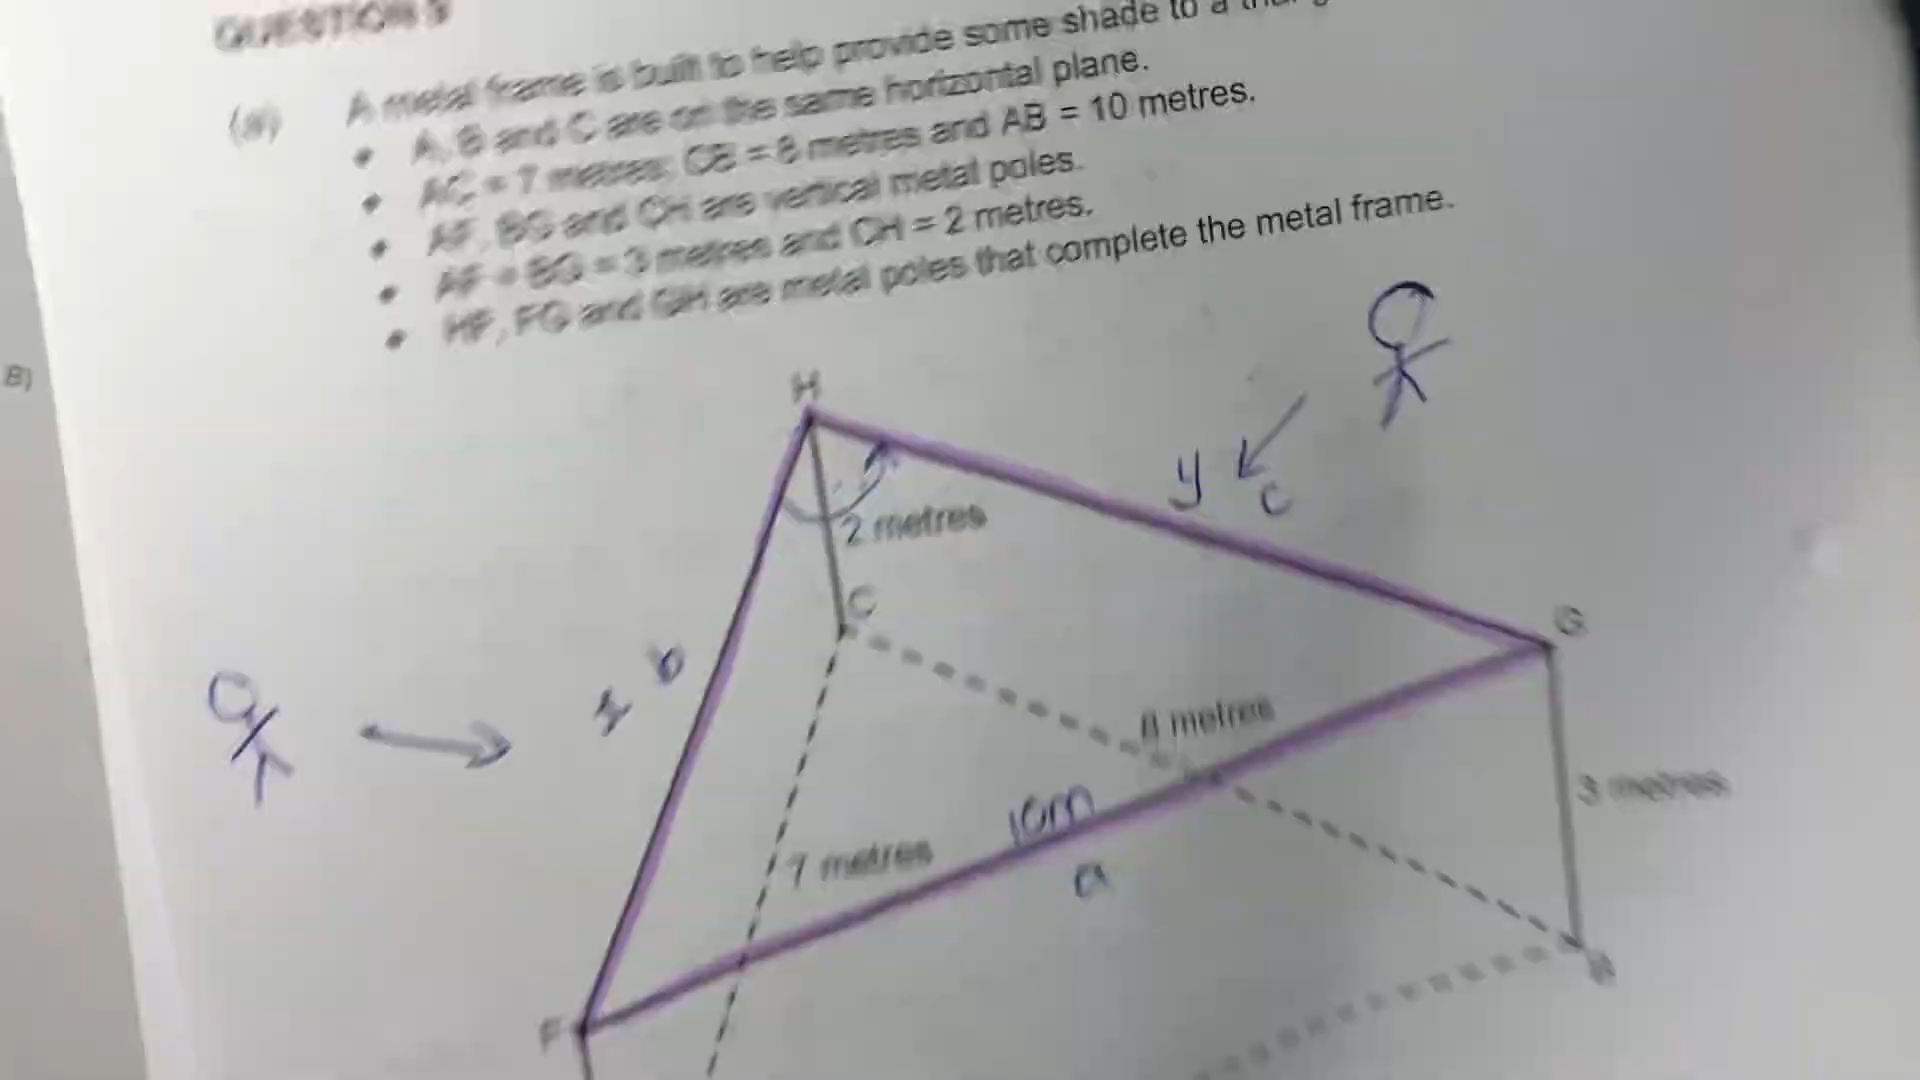 QUESTION 5
(a) A metal frame is built to help provide some shade to a
• A, B and C are on the same horizontal plane.
• AC = 7 metres, CB = 8 metres and AB = 10 metres.
• AF, BG and CH are vertical metal poles.
• AF = BG = 3 metres and CH = 2 metres.
• HF, FG and GH are metal poles that complete the metal frame.
B)
H
y
c
2 metres
C
G
b
8 metres
3 metres
10m
7 metres
a
F
B